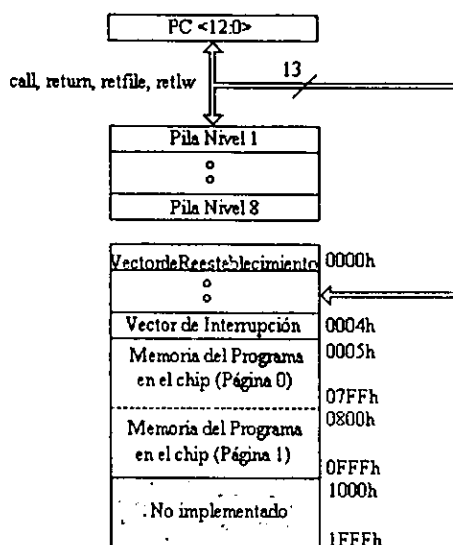 PC <12:0>
call, return, retfile, retlw
13
Pila Nivel 1
Pila Nivel 8
VectordeReesteblecimiento 0000h
Vector de Interrupción 0004h
0005h
Memoria del Programa
en el chip (Página 0)
07FFh
0800h
Memoria del Programa
en el chip (Página 1)
0FFFh
1000h
No implementado
1FFFh